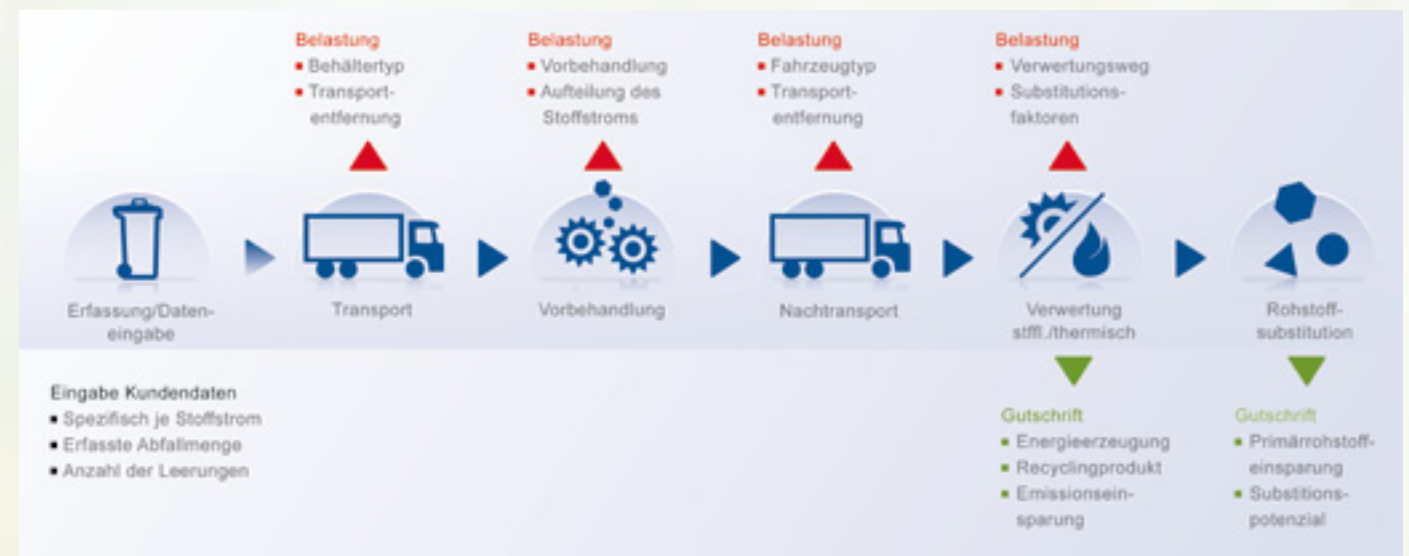 Belastung
▪ Behältertyp
▪ Transport-
entfernung
Belastung
▪ Vorbehandlung
▪ Aufteilung des
Stoffstroms
Belastung
▪ Fahrzeugtyp
▪ Transport-
entfernung
Belastung
▪ Verwertungsweg
▪ Substitutions-
faktoren
Erfassung/Daten-
eingabe
Transport
Vorbehandlung
Nachtransport
Verwertung
stffl./thermisch
Rohstoff-
substitution
Eingabe Kundendaten
▪ Spezifisch je Stoffstrom
▪ Erfasste Abfallmenge
▪ Anzahl der Leerungen
Gutschrift
▪ Energieerzeugung
▪ Recyclingprodukt
▪ Emissionsein-
sparung
Gutschrift
▪ Primärrohstoff-
einsparung
▪ Substitions-
potenzial